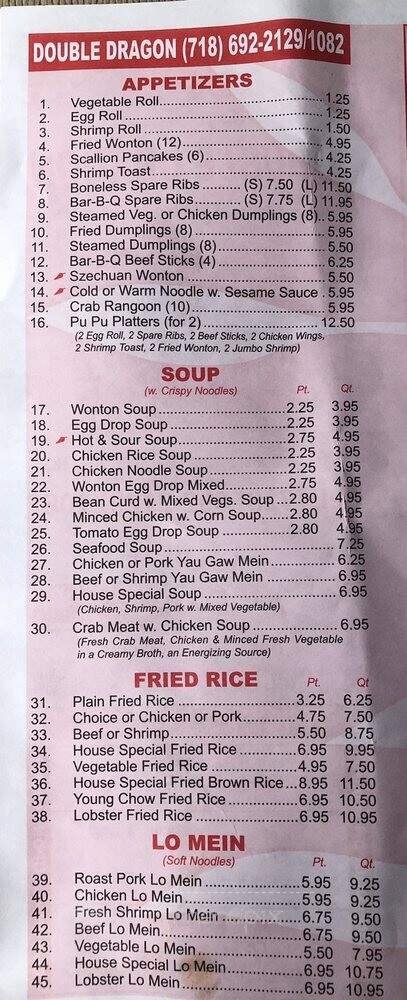 DOUBLE DRAGON (718) 692-2129/1082
APPETIZERS
1. Vegetable Roll 1.25
2. Egg Roll 1.25
3. Shrimp Roll 1.50
4. Fried Wonton (12) 4.95
5. Scallion Pancakes (6) 4.25
6. Shrimp Toast 4.25
7. Boneless Spare Ribs (S) 7.50 (L) 11.50
8. Bar-B-Q Spare Ribs (S) 7.75 (L) 11.95
9. Steamed Veg. or Chicken Dumplings (8) 5.95
10. Fried Dumplings (8) 5.95
11. Steamed Dumplings (8) 5.50
12. Bar-B-Q Beef Sticks (4) 6.25
13. Szechuan Wonton 5.50
14. Cold or Warm Noodle w. Sesame Sauce 5.95
15. Crab Rangoon (10) 5.95
16. Pu Pu Platters (for 2) 12.50
(2 Egg Roll, 2 Spare Ribs, 2 Beef Sticks, 2 Chicken Wings,
2 Shrimp Toast, 2 Fried Wonton, 2 Jumbo Shrimp)
SOUP
(w. Crispy Noodles) Pt. Qt.
17. Wonton Soup 2.25 3.95
18. Egg Drop Soup 2.25 3.95
19. Hot & Sour Soup 2.75 4.95
20. Chicken Rice Soup 2.25 3.95
21. Chicken Noodle Soup 2.25 3.95
22. Wonton Egg Drop Mixed 2.75 4.95
23. Bean Curd w. Mixed Vegs. Soup 2.80 4.95
24. Minced Chicken w. Corn Soup 2.80 4.95
25. Tomato Egg Drop Soup 2.80 4.95
26. Seafood Soup 7.25
27. Chicken or Pork Yau Gaw Mein 6.25
28. Beef or Shrimp Yau Gaw Mein 6.95
29. House Special Soup 6.95
(Chicken, Shrimp, Pork w. Mixed Vegetable)
30. Crab Meat w. Chicken Soup 6.95
(Fresh Crab Meat, Chicken & Minced Fresh Vegetable
in a Creamy Broth, an Energizing Source)
FRIED RICE Pt. Qt
31. Plain Fried Rice 3.25 6.25
32. Choice or Chicken or Pork 4.75 7.50
33. Beef or Shrimp 5.50 8.75
34. House Special Fried Rice 6.95 9.95
35. Vegetable Fried Rice 4.95 7.50
36. House Special Fried Brown Rice 8.95 11.50
37. Young Chow Fried Rice 6.95 10.50
38. Lobster Fried Rice 6.95 10.95
LO MEIN
(Soft Noodles) Pt. Qt.
39. Roast Pork Lo Mein 5.95 9.25
40. Chicken Lo Mein 5.95 9.25
41. Fresh Shrimp Lo Mein 6.75 9.50
42. Beef Lo Mein 6.75 9.50
43. Vegetable Lo Mein 5.50 7.95
44. House Special Lo Mein 6.95 10.75
45. Lobster Lo Mein 6.95 10.95